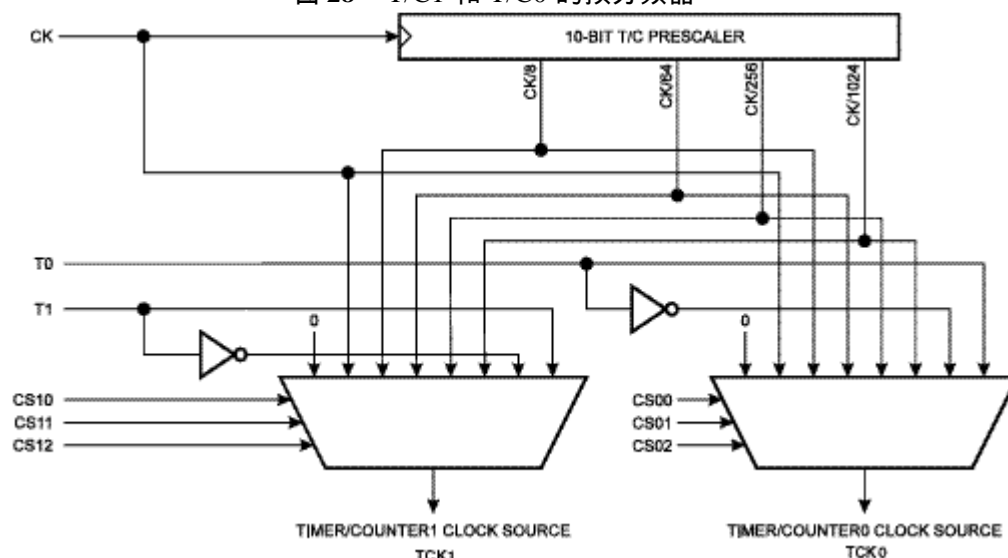 图 28 T/C1 和 T/C0 的预分频器
CK
10-BIT T/C PRESCALER
CK/8
CK/64
CK/256
CK/1024
T0
T1
0
0
CS10
CS11
CS12
CS00
CS01
CS02
TIMER/COUNTER1 CLOCK SOURCE
TCK1
TIMER/COUNTER0 CLOCK SOURCE
TCK0